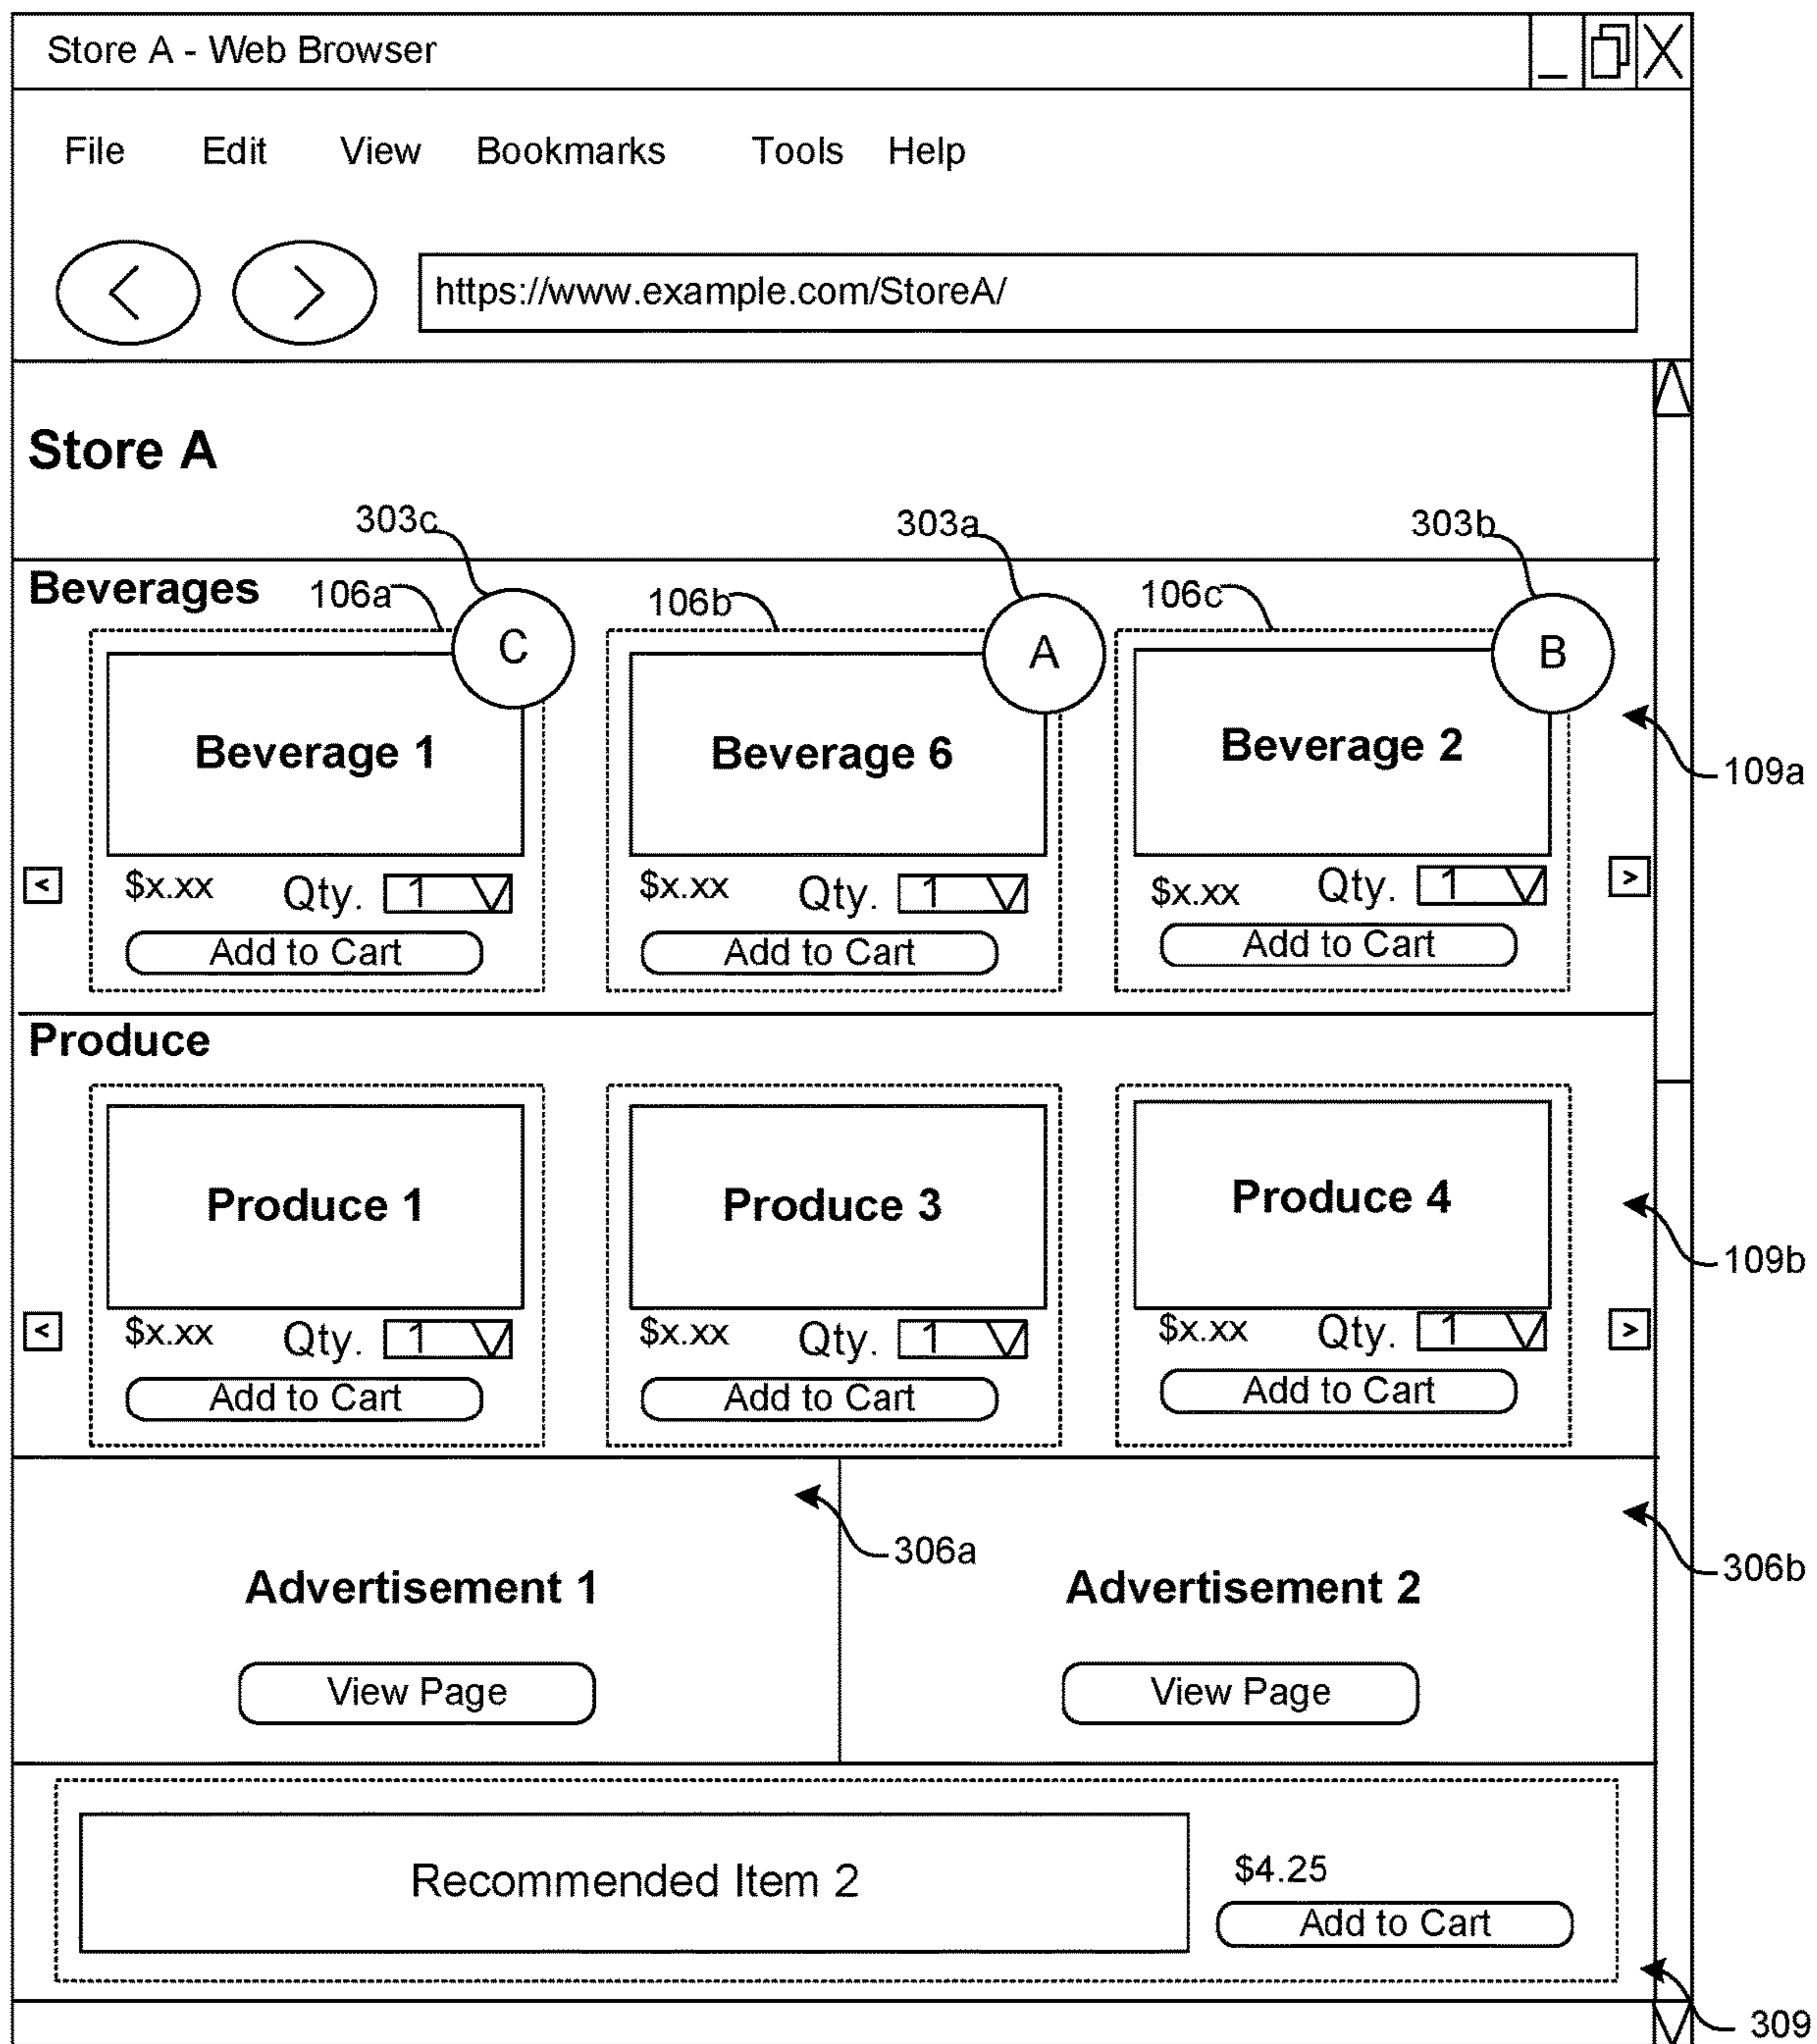 Store A - Web Browser
File Edit View Bookmarks Tools Help
< > https://www.example.com/StoreA/
Store A
303c 303a 303b
Beverages 106a 106b 106c
C A B
Beverage 1 Beverage 6 Beverage 2
109a
< $x.xx Qty. 1 $x.xx Qty. 1 $x.xx Qty. 1 >
Add to Cart Add to Cart Add to Cart
Produce
Produce 1 Produce 3 Produce 4
109b
< $x.xx Qty. 1 $x.xx Qty. 1 $x.xx Qty. 1 >
Add to Cart Add to Cart Add to Cart
306a 306b
Advertisement 1 Advertisement 2
View Page View Page
Recommended Item 2 $4.25
Add to Cart
309